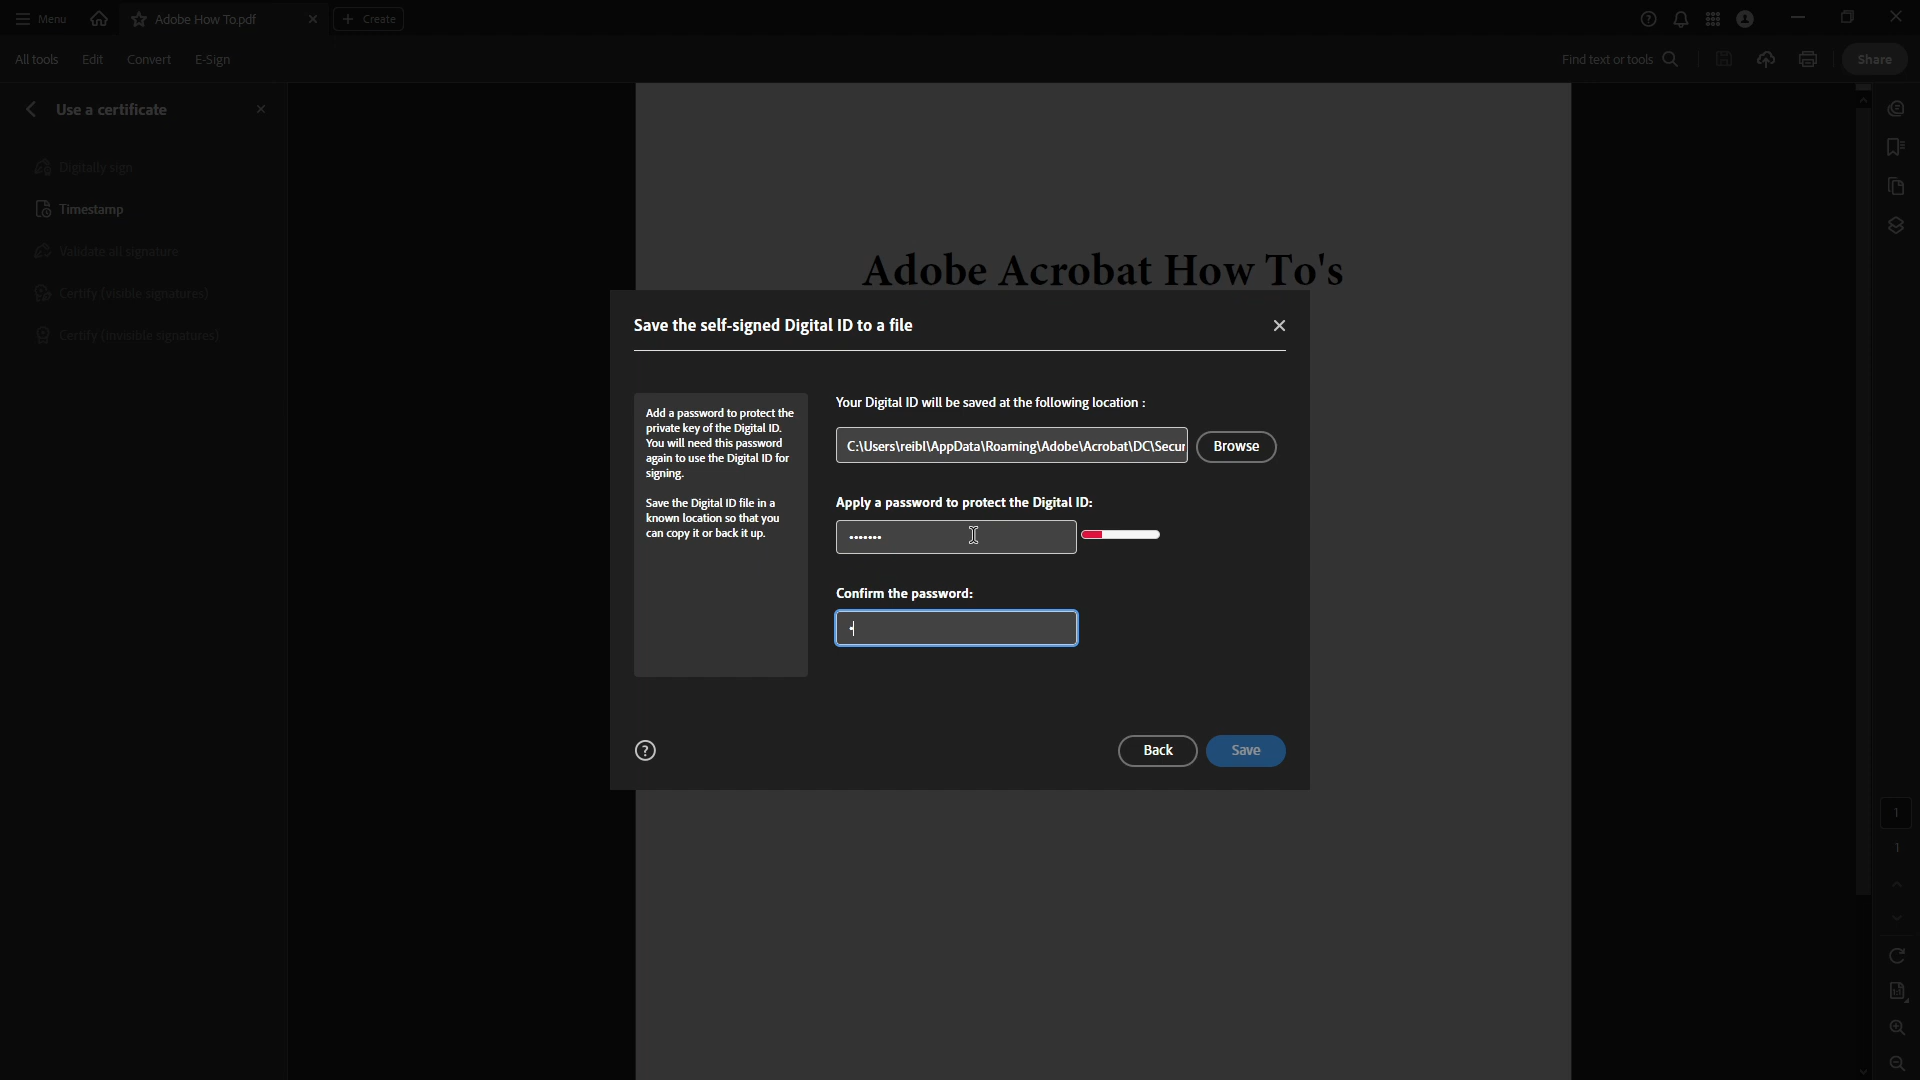 Menu
Adobe How To.pdf
Create
All tools
Edit
Convert
E-Sign
Find text or tools
Share
Use a certificate
Digitally sign
Timestamp
Validate all signature
Certify (visible signatures)
Certify (invisible signatures)
Adobe Acrobat How To's
Save the self-signed Digital ID to a file
Add a password to protect the
private key of the Digital ID.
You will need this password
again to use the Digital ID for
signing.
Save the Digital ID file in a
known location so that you
can copy it or back it up.
Your Digital ID will be saved at the following location :
C:\Users\reibl\AppData\Roaming\Adobe\Acrobat\DC\Secur
Browse
Apply a password to protect the Digital ID:
•••••••
Confirm the password:
•
?
Back
Save
1
1